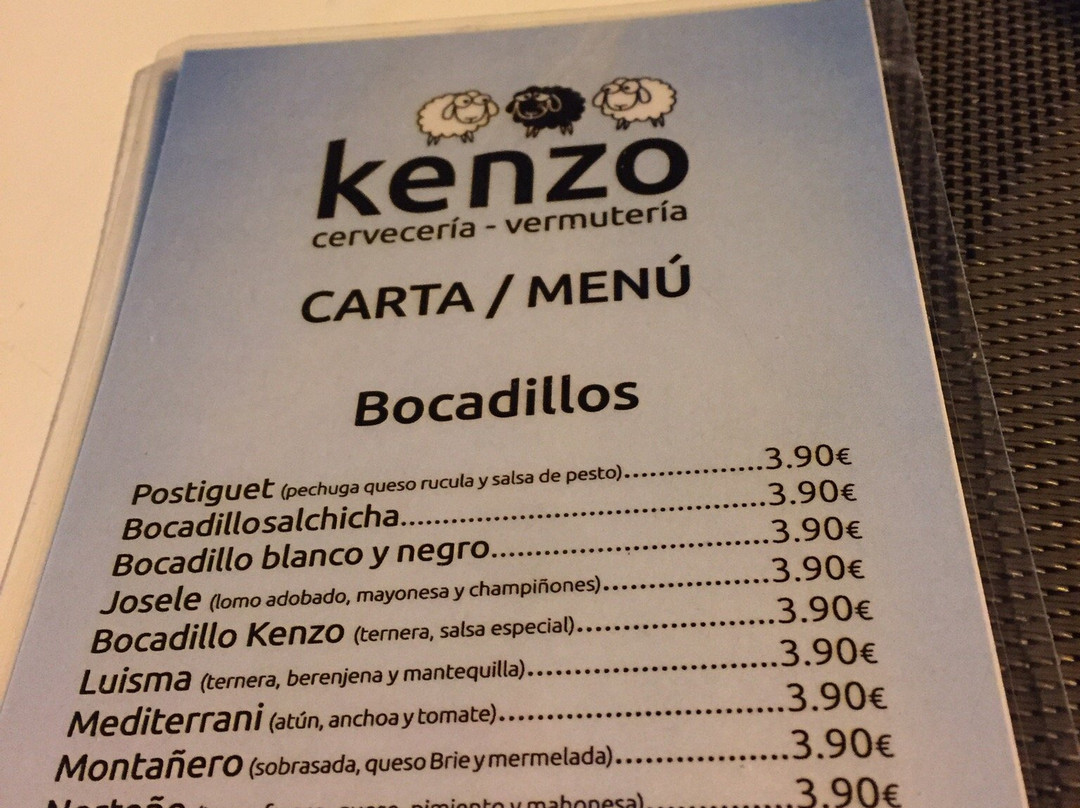 kenzo
cervecería - vermutería
CARTA / MENÚ
Bocadillos
Postiguet (pechuga queso rucula y salsa de pesto)..................3.90€
Bocadillosalchicha..................................................3.90€
Bocadillo blanco y negro......................................3.90€
Josele (lomo adobado, mayonesa y champiñones)......................3.90€
Bocadillo Kenzo (ternera, salsa especial)..........................3.90€
Luisma (ternera, berenjena y mantequilla)................................3.90€
Mediterrani (atún, anchoa y tomate)....................................3.90€
Montañero (sobrasada, queso Brie y mermelada)......................3.90€
queso, pimiento y mahonesa)..................3.90€